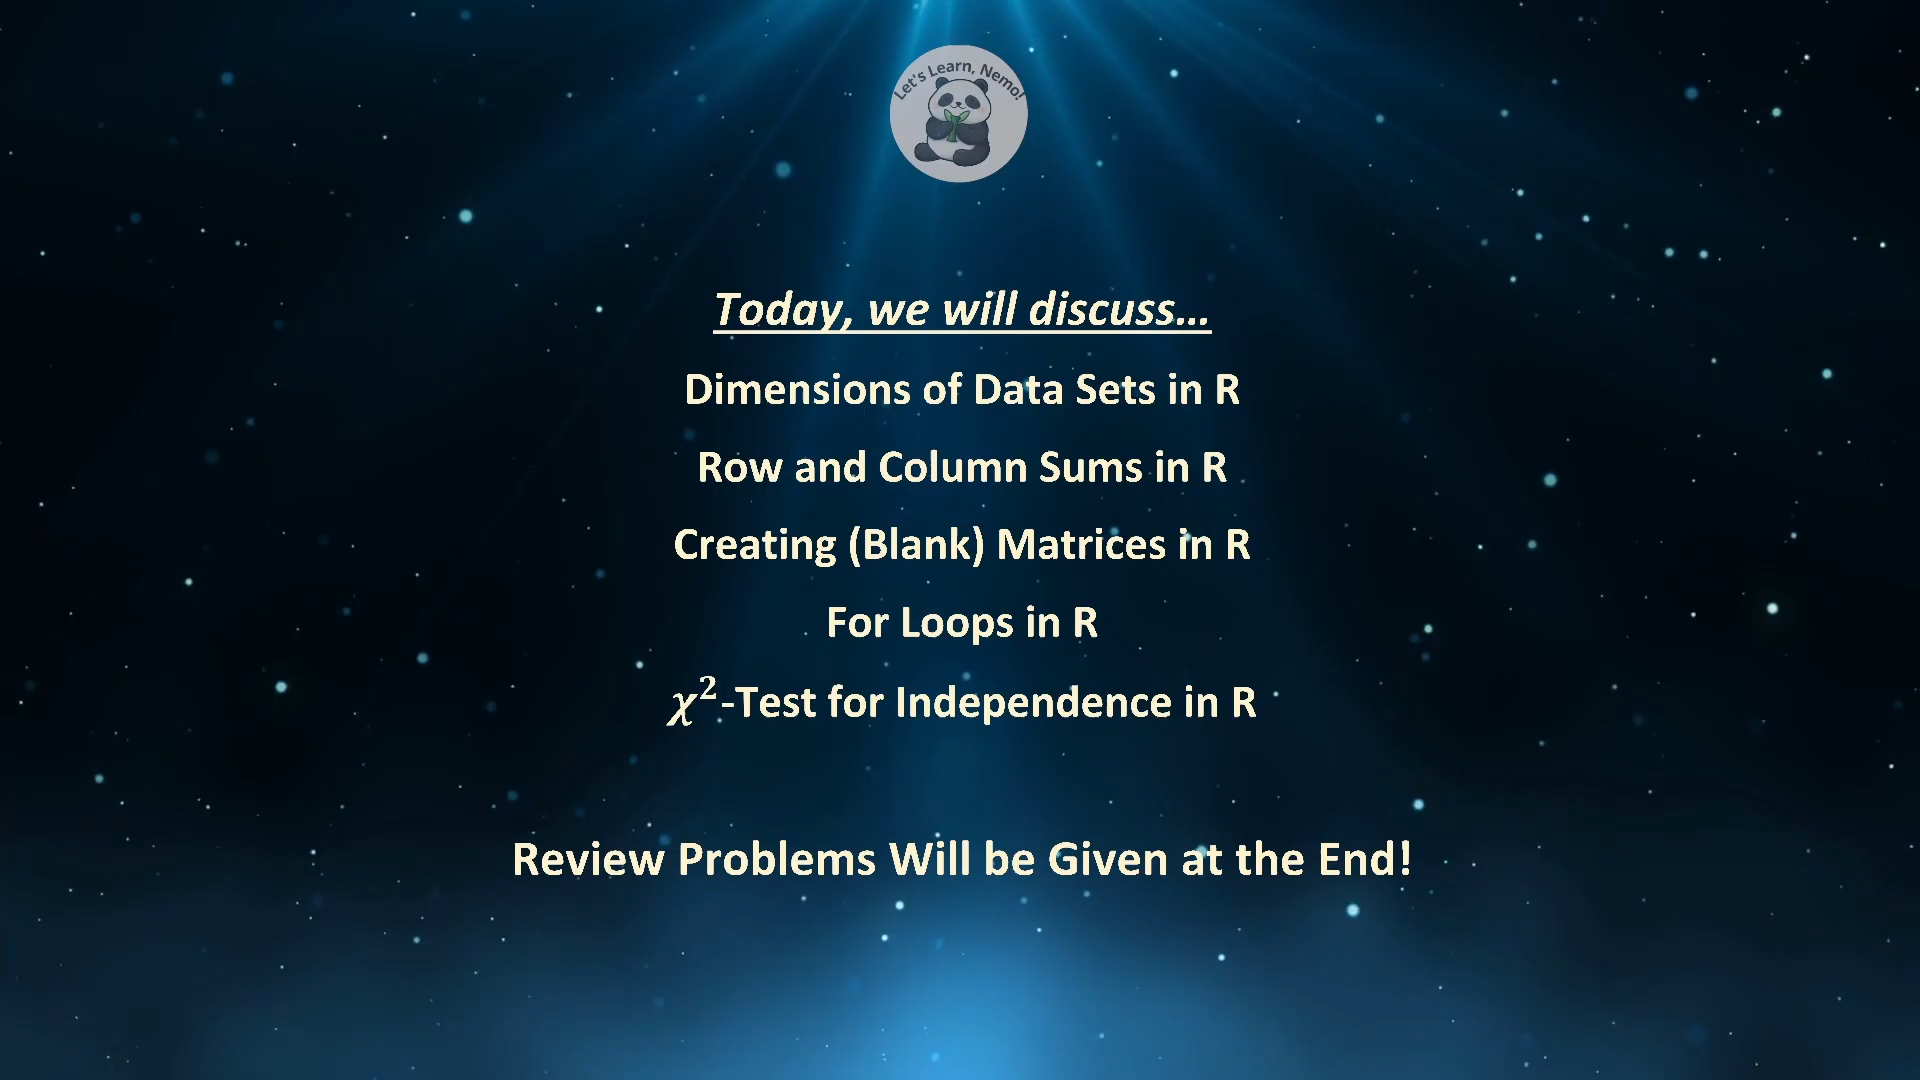 Let's Learn, Nemo!
Today, we will discuss...
Dimensions of Data Sets in R
Row and Column Sums in R
Creating (Blank) Matrices in R
For Loops in R
χ²-Test for Independence in R
Review Problems Will be Given at the End!